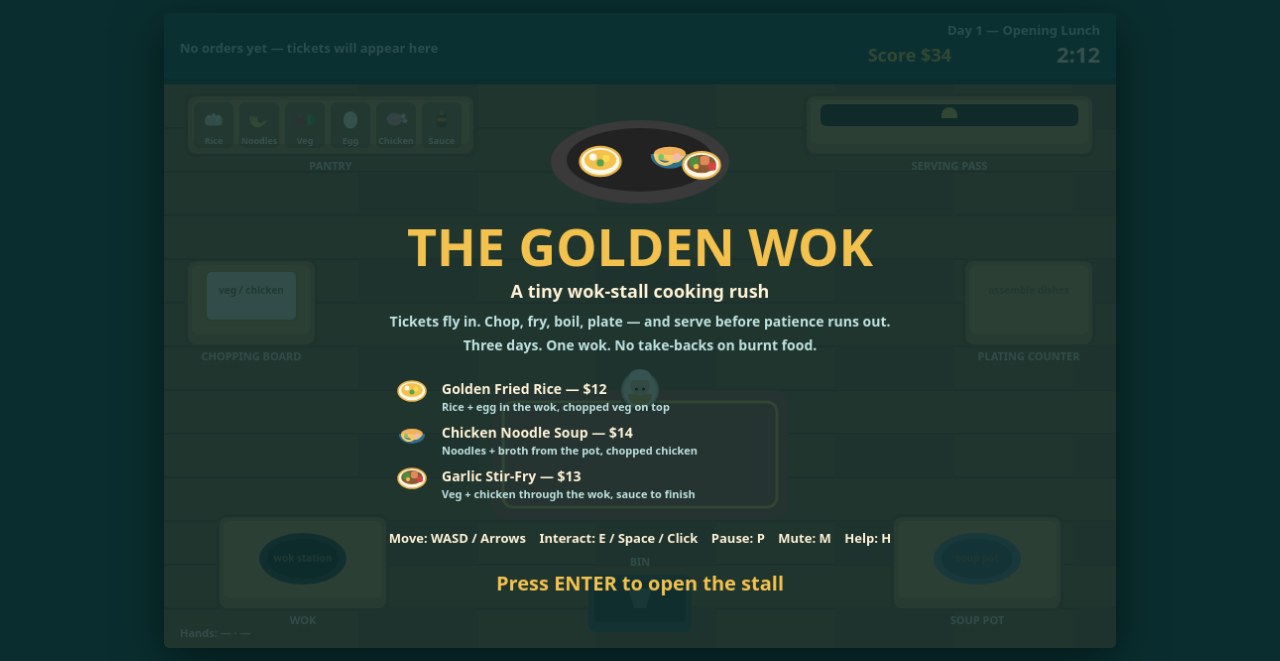 No orders yet — tickets will appear here
Day 1 — Opening Lunch
Score $34
2:12
Rice
Noodles
Veg
Egg
Chicken
Sauce
PANTRY
SERVING PASS
THE GOLDEN WOK
A tiny wok-stall cooking rush
Tickets fly in. Chop, fry, boil, plate — and serve before patience runs out.
Three days. One wok. No take-backs on burnt food.
veg / chicken
CHOPPING BOARD
assemble dishes
PLATING COUNTER
Golden Fried Rice — $12
Rice + egg in the wok, chopped veg on top
Chicken Noodle Soup — $14
Noodles + broth from the pot, chopped chicken
Garlic Stir-Fry — $13
Veg + chicken through the wok, sauce to finish
Move: WASD / Arrows Interact: E / Space / Click Pause: P Mute: M Help: H
wok station
BIN
soup pot
Press ENTER to open the stall
WOK
SOUP POT
Hands: — · —